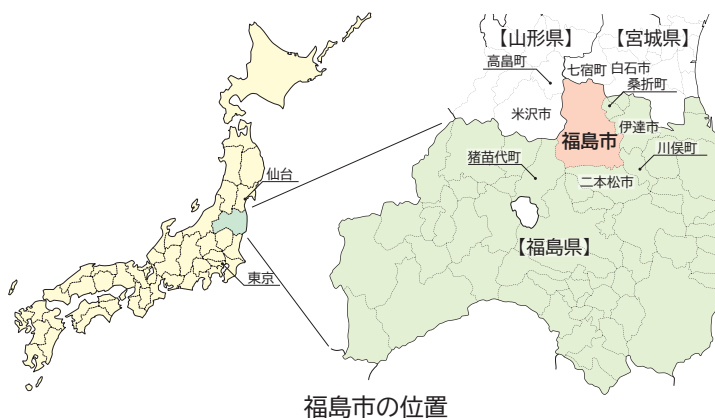 【山形県】
【宮城県】
高畠町
七宿町
白石市
桑折町
米沢市
伊達市
福島市
川俣町
猪苗代町
二本松市
【福島県】
仙台
東京
福島市の位置